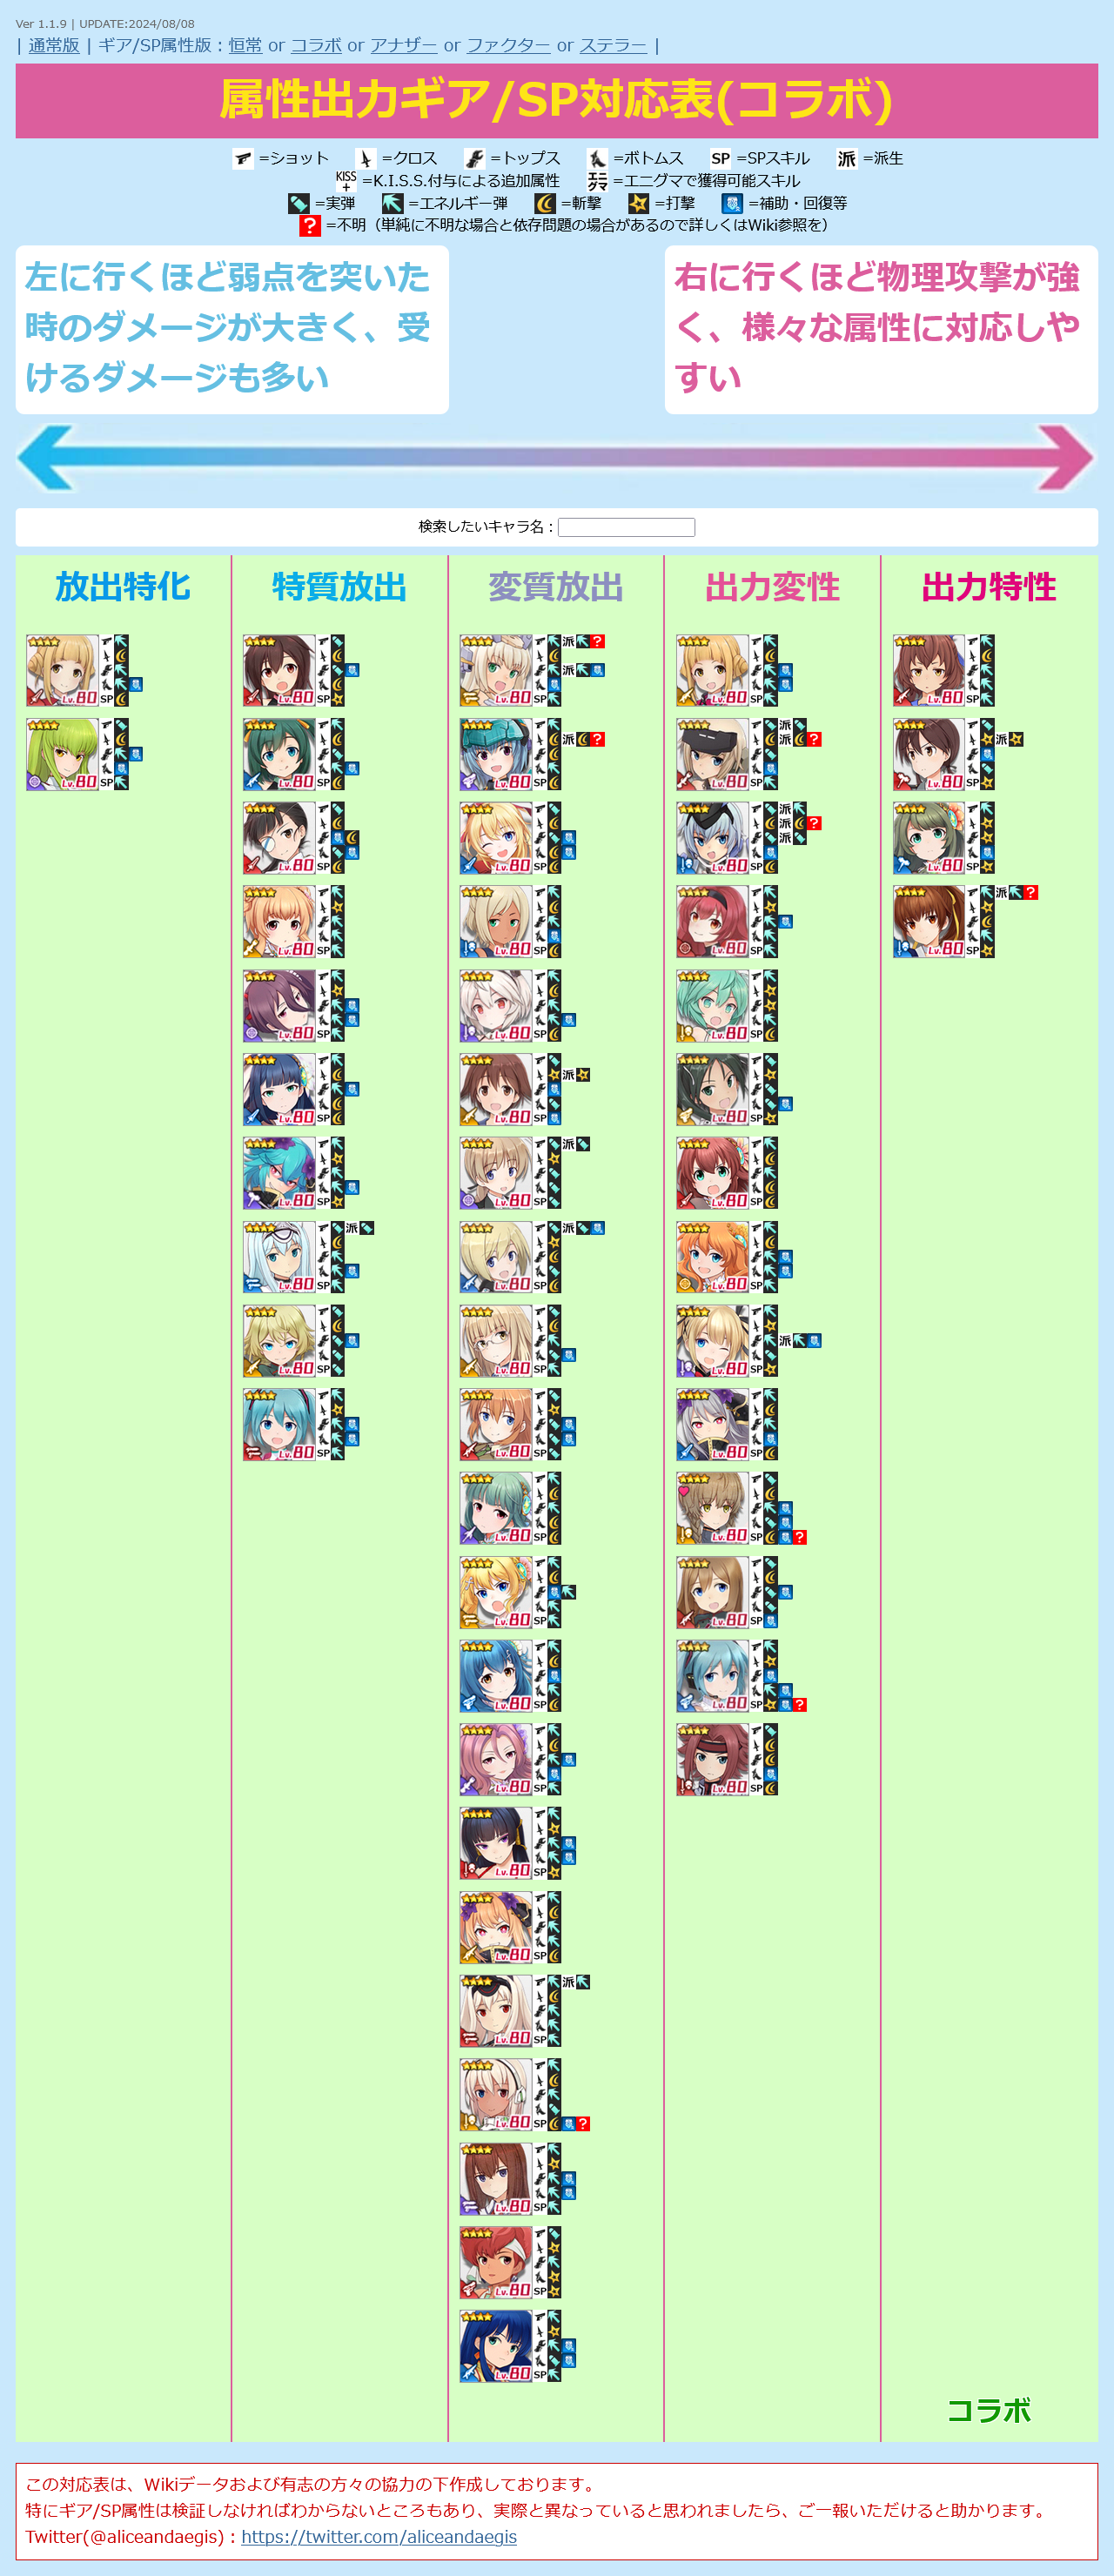 Ver 1.1.9 | UPDATE:2024/08/08
| 通常版 | ギア/SP属性版：恒常 or コラボ or アナザー or ファクター or ステラー |
属性出力ギア/SP対応表(コラボ)
=ショット =クロス =トップス =ボトムス SP =SPスキル 派 =派生
KISS+ =K.I.S.S.付与による追加属性 エニグマ =エニグマで獲得可能スキル
=実弾 =エネルギー弾 =斬撃 =打撃 =補助・回復等
? =不明（単純に不明な場合と依存問題の場合があるので詳しくはWiki参照を）
左に行くほど弱点を突いた
時のダメージが大きく、受
けるダメージも多い
右に行くほど物理攻撃が強
く、様々な属性に対応しや
すい
検索したいキャラ名：
放出特化 特質放出 変質放出 出力変性 出力特性
コラボ
この対応表は、Wikiデータおよび有志の方々の協力の下作成しております。
特にギア/SP属性は検証しなければわからないところもあり、実際と異なっていると思われましたら、ご一報いただけると助かります。
Twitter(@aliceandaegis)：https://twitter.com/aliceandaegis